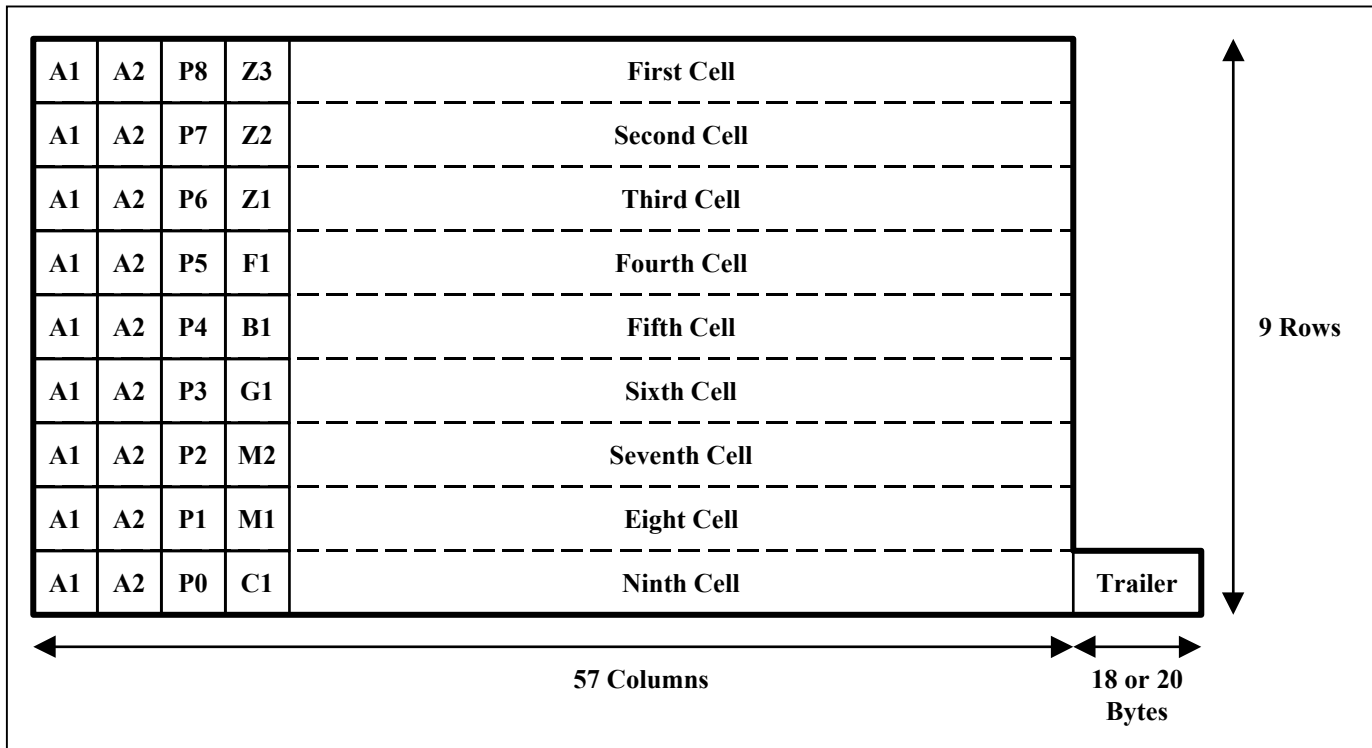 A1 A2 P8 Z3 First Cell
A1 A2 P7 Z2 Second Cell
A1 A2 P6 Z1 Third Cell
A1 A2 P5 F1 Fourth Cell
A1 A2 P4 B1 Fifth Cell
9 Rows
A1 A2 P3 G1 Sixth Cell
A1 A2 P2 M2 Seventh Cell
A1 A2 P1 M1 Eight Cell
A1 A2 P0 C1 Ninth Cell Trailer
57 Columns
18 or 20
Bytes